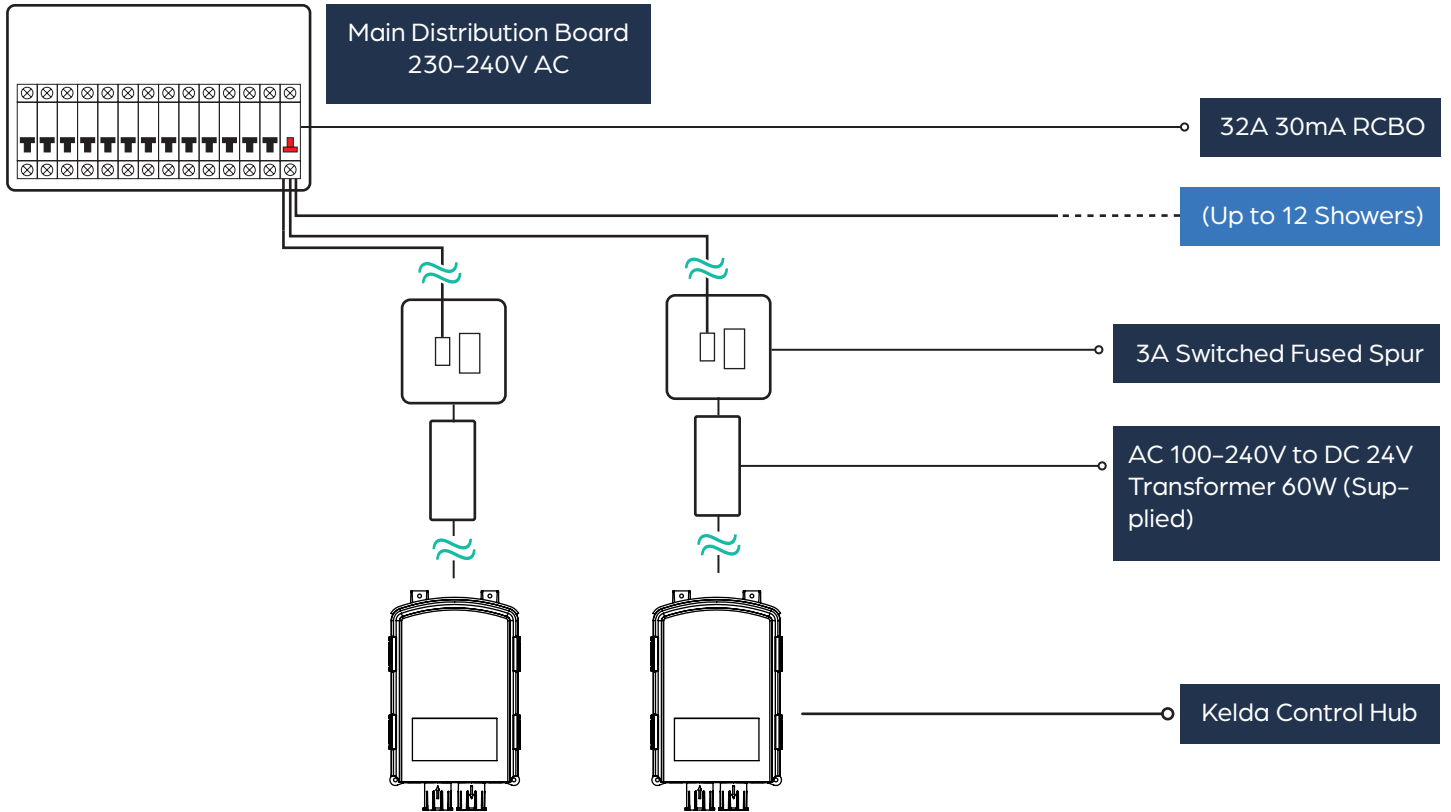 Main Distribution Board
230-240V AC
32A 30mA RCBO
(Up to 12 Showers)
3A Switched Fused Spur
AC 100-240V to DC 24V
Transformer 60W (Sup-
plied)
Kelda Control Hub